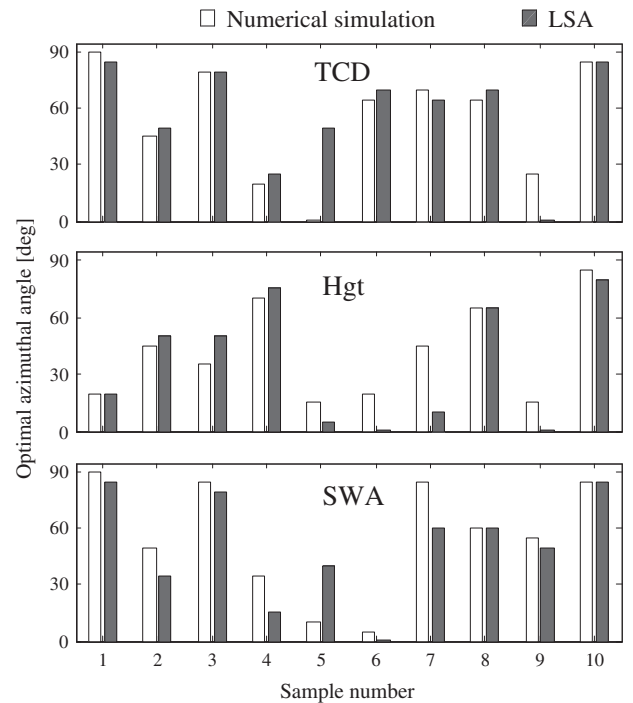 Numerical simulation LSA
Optimal azimuthal angle [deg]
90
TCD
60
30
0
90
Hgt
60
30
0
90
SWA
60
30
0
1 2 3 4 5 6 7 8 9 10
Sample number